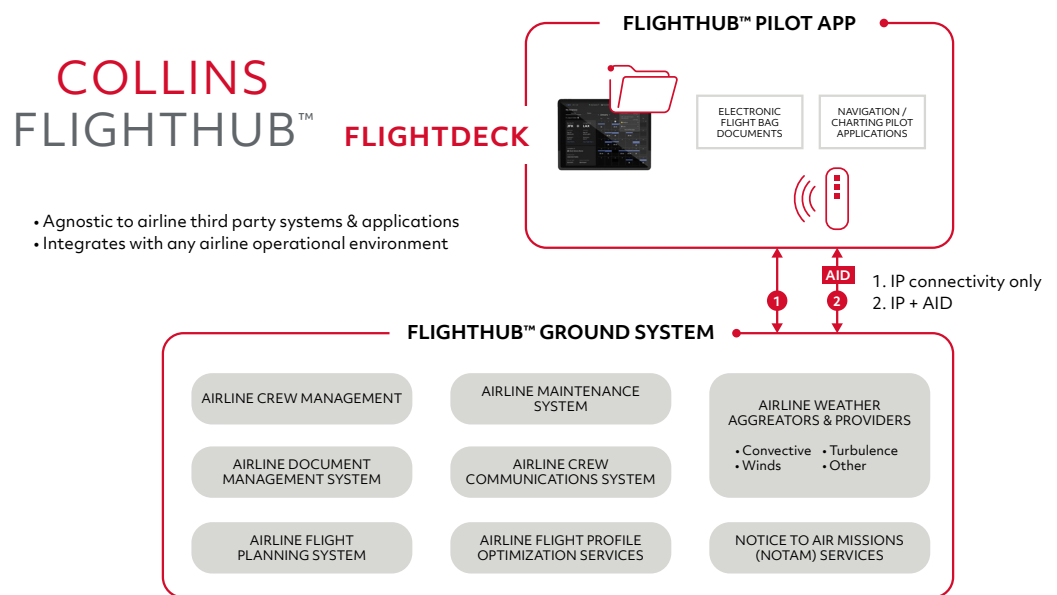 COLLINS
FLIGHTHUB™
FLIGHTDECK
• Agnostic to airline third party systems & applications
• Integrates with any airline operational environment
FLIGHTHUB™ PILOT APP
ELECTRONIC
FLIGHT BAG
DOCUMENTS
NAVIGATION /
CHARTING PILOT
APPLICATIONS
AID
1
2
1. IP connectivity only
2. IP + AID
FLIGHTHUB™ GROUND SYSTEM
AIRLINE CREW MANAGEMENT
AIRLINE MAINTENANCE
SYSTEM
AIRLINE WEATHER
AGGREATORS & PROVIDERS
• Convective • Turbulence
• Winds • Other
AIRLINE DOCUMENT
MANAGEMENT SYSTEM
AIRLINE CREW
COMMUNICATIONS SYSTEM
AIRLINE FLIGHT
PLANNING SYSTEM
AIRLINE FLIGHT PROFILE
OPTIMIZATION SERVICES
NOTICE TO AIR MISSIONS
(NOTAM) SERVICES